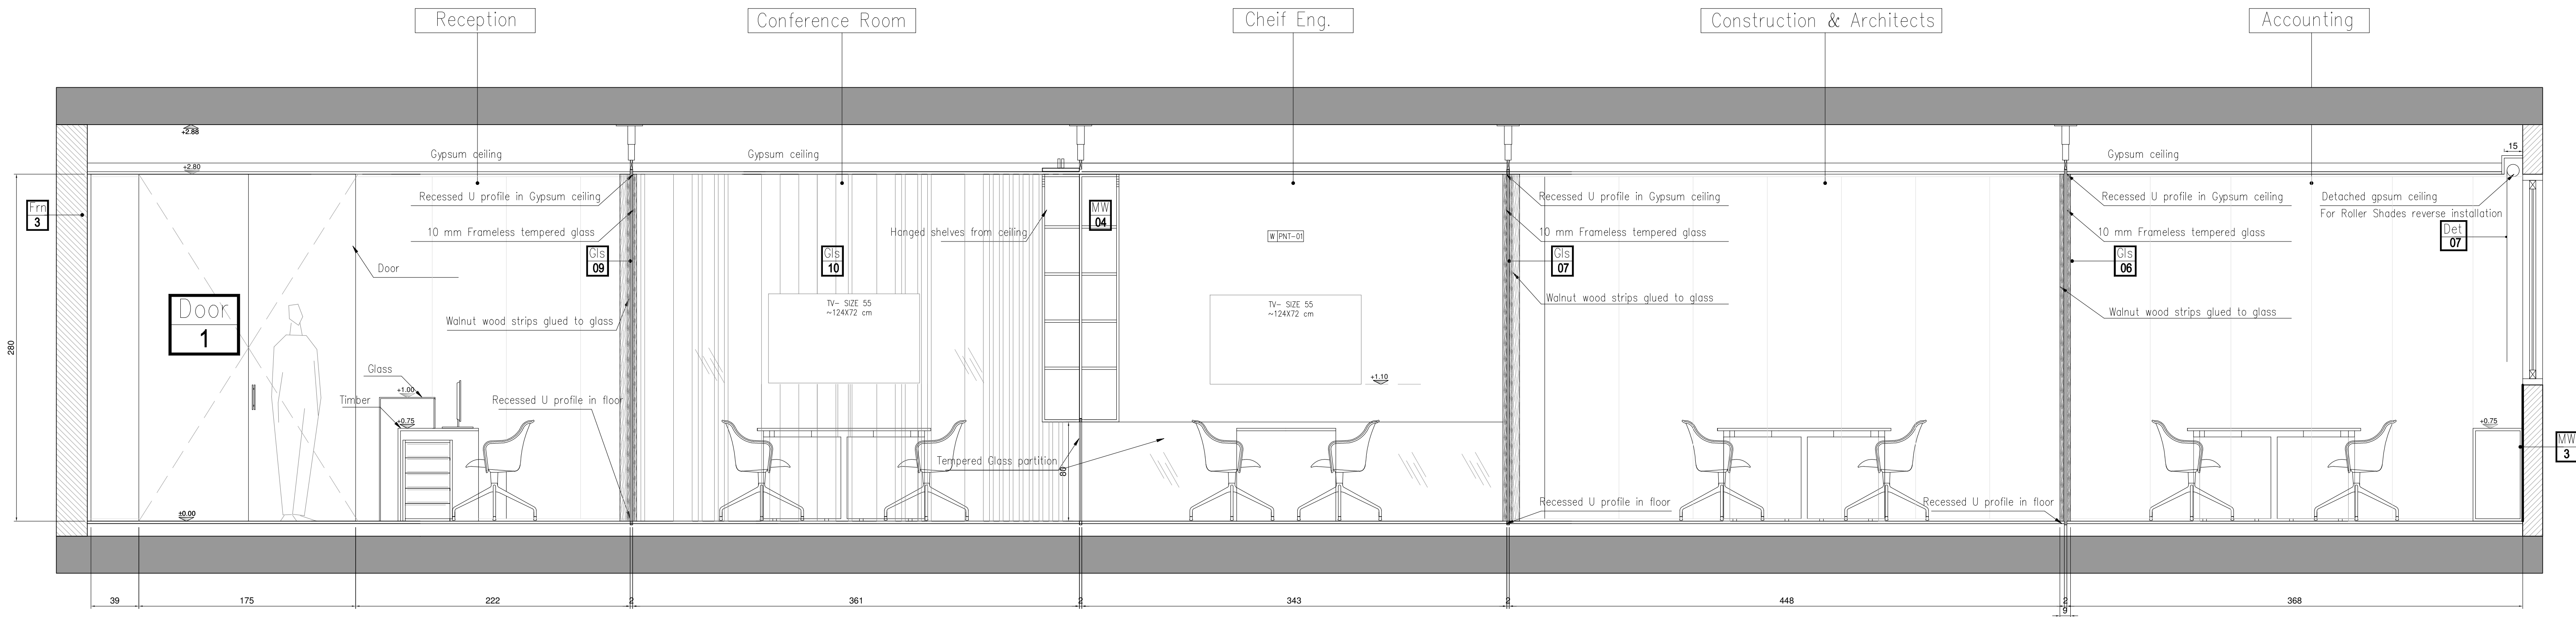 Reception
Conference Room
Cheif Eng.
Construction & Architects
Accounting
+2.88
+2.80
Gypsum ceiling
Gypsum ceiling
Gypsum ceiling
15
Recessed U profile in Gypsum ceiling
Recessed U profile in Gypsum ceiling
Recessed U profile in Gypsum ceiling
Detached gpsum ceiling
For Roller Shades reverse installation
Frn
3
MW
04
10 mm Frameless tempered glass
Hanged shelves from ceiling
W PNT-01
10 mm Frameless tempered glass
10 mm Frameless tempered glass
Det
07
Door
Gls
09
Gls
10
Gls
07
Gls
06
Door
1
TV- SIZE 55
~124X72 cm
TV- SIZE 55
~124X72 cm
Walnut wood strips glued to glass
Walnut wood strips glued to glass
Walnut wood strips glued to glass
280
Glass
+1.00
+1.10
Timber
+0.75
Recessed U profile in floor
+0.75
Tempered Glass partition
80
MW
3
Recessed U profile in floor
Recessed U profile in floor
±0.00
39
175
222
2
361
2
343
2
448
2
9
368